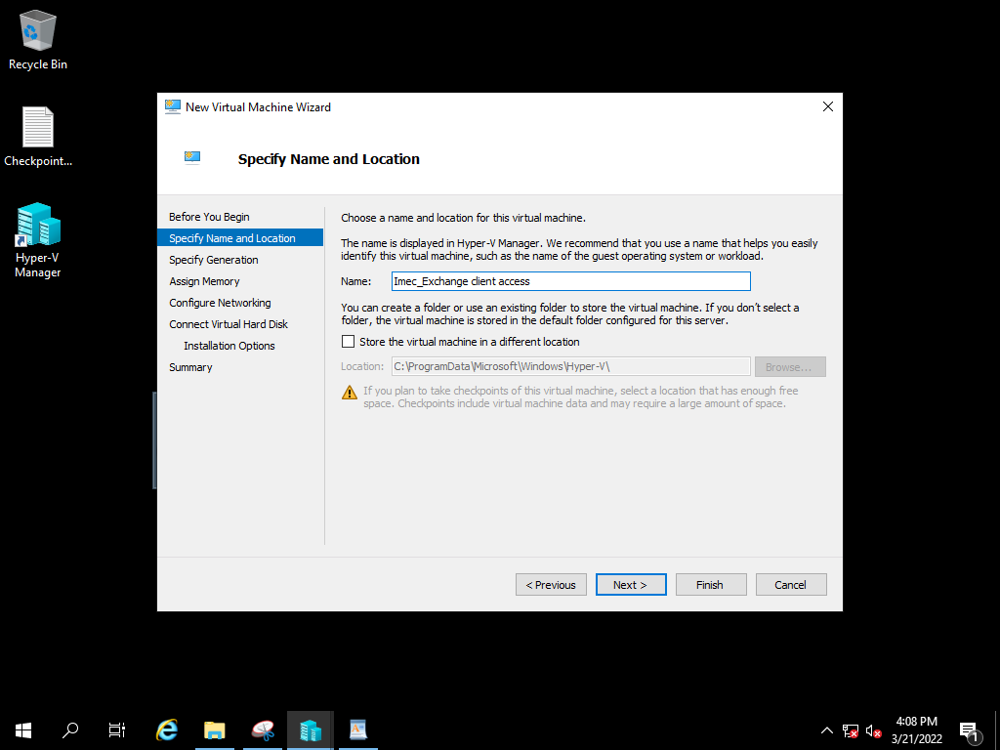 Recycle Bin
Checkpoint...
Hyper-V
Manager
New Virtual Machine Wizard
Specify Name and Location
Before You Begin
Specify Name and Location
Specify Generation
Assign Memory
Configure Networking
Connect Virtual Hard Disk
Installation Options
Summary
Choose a name and location for this virtual machine.
The name is displayed in Hyper-V Manager. We recommend that you use a name that helps you easily
identify this virtual machine, such as the name of the guest operating system or workload.
Name: Imec_Exchange client access
You can create a folder or use an existing folder to store the virtual machine. If you don't select a
folder, the virtual machine is stored in the default folder configured for this server.
Store the virtual machine in a different location
Location: C:\ProgramData\Microsoft\Windows\Hyper-V\ Browse...
If you plan to take checkpoints of this virtual machine, select a location that has enough free
space. Checkpoints include virtual machine data and may require a large amount of space.
< Previous Next > Finish Cancel
4:08 PM
3/21/2022
1